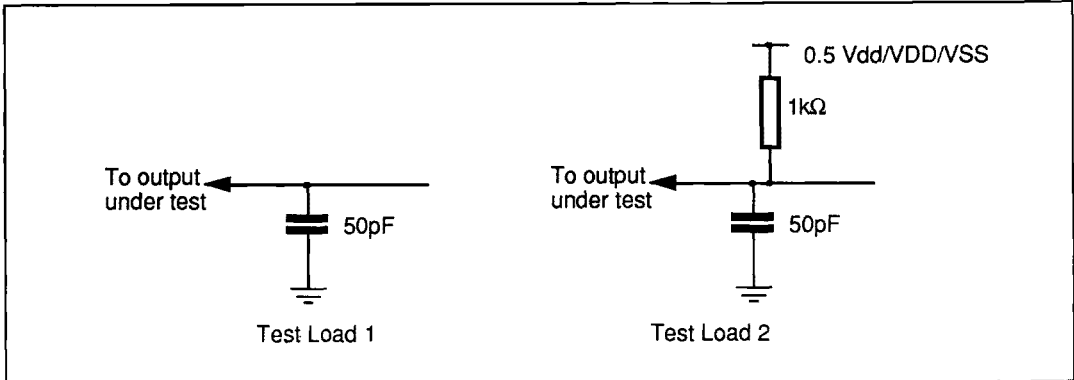 To output
under test
50pF
Test Load 1
0.5 Vdd/VDD/VSS
1kΩ
To output
under test
50pF
Test Load 2